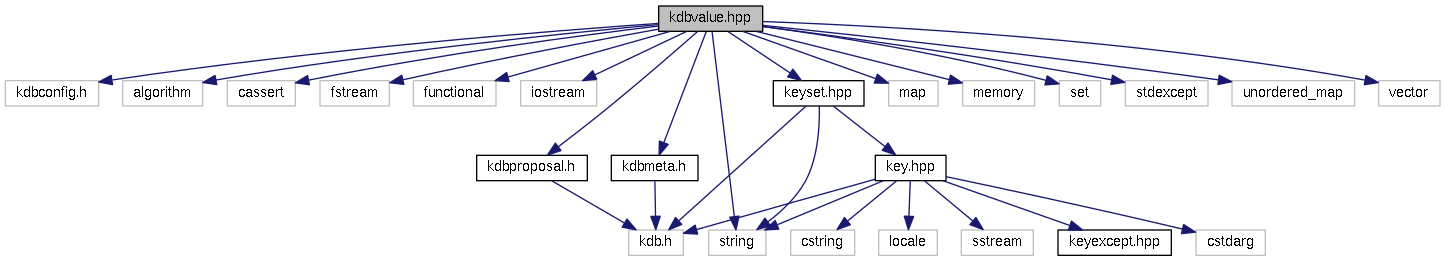 kdbvalue.hpp
kdbconfig.h algorithm cassert fstream functional iostream keyset.hpp map memory set stdexcept unordered_map vector
kdbproposal.h kdbmeta.h key.hpp
kdb.h string cstring locale sstream keyexcept.hpp cstdarg